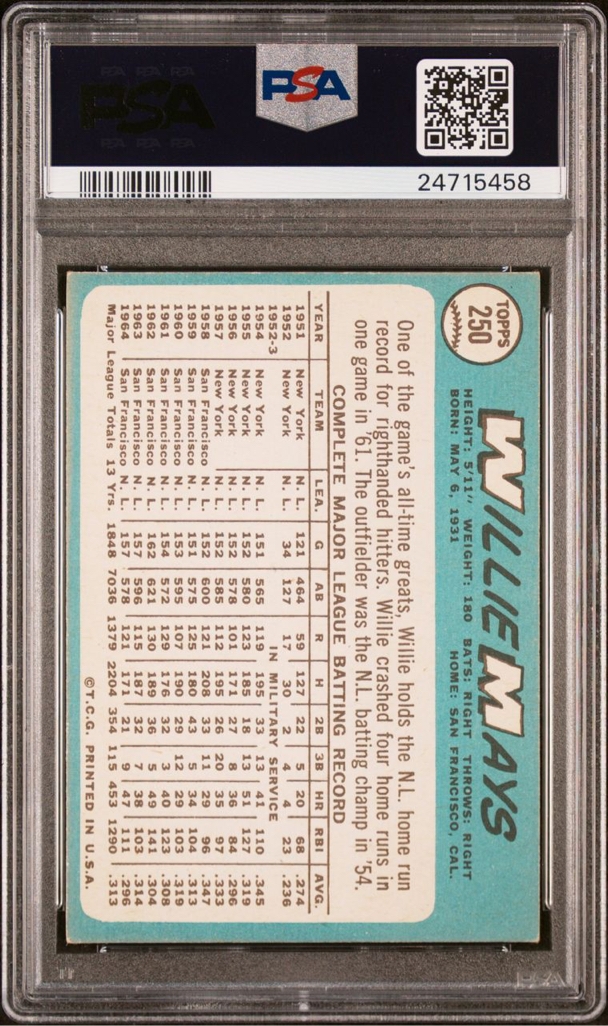 PSA
PSA
24715458
TOPPS
250
WILLIE MAYS
HEIGHT: 5'11" WEIGHT: 180 BATS: RIGHT THROWS: RIGHT
BORN: MAY 6, 1931 HOME: SAN FRANCISCO, CAL.
One of the game's all-time greats, Willie holds the N.L. home run
record for righthanded hitters. Willie crashed four home runs in
one game in '61. The outfielder was the N.L. batting champ in '54.
COMPLETE MAJOR LEAGUE BATTING RECORD
YEAR TEAM LEA. G AB R H 2B 3B HR RBI AVG.
1951 New York N. L. 121 464 59 127 22 5 20 68 .274
1952 New York N. L. 34 127 17 30 2 4 4 23 .236
1952-3 IN MILITARY SERVICE
1954 New York N. L. 151 565 119 195 33 13 41 110 .345
1955 New York N. L. 152 580 123 185 18 13 51 127 .319
1956 New York N. L. 152 578 101 171 27 8 36 84 .296
1957 New York N. L. 152 585 112 195 26 20 35 97 .333
1958 San Francisco N. L. 152 600 121 208 33 11 29 96 .347
1959 San Francisco N. L. 151 575 125 180 43 5 34 104 .313
1960 San Francisco N. L. 153 595 107 190 29 12 29 103 .319
1961 San Francisco N. L. 154 572 129 176 32 3 40 123 .308
1962 San Francisco N. L. 162 621 130 189 36 5 49 141 .304
1963 San Francisco N. L. 157 596 115 187 32 7 38 103 .314
1964 San Francisco N. L. 157 578 121 171 21 9 47 111 .296
Major League Totals 13 Yrs. 1848 7036 1379 2204 354 115 453 1290 .313
©T.C.G. PRINTED IN U.S.A.